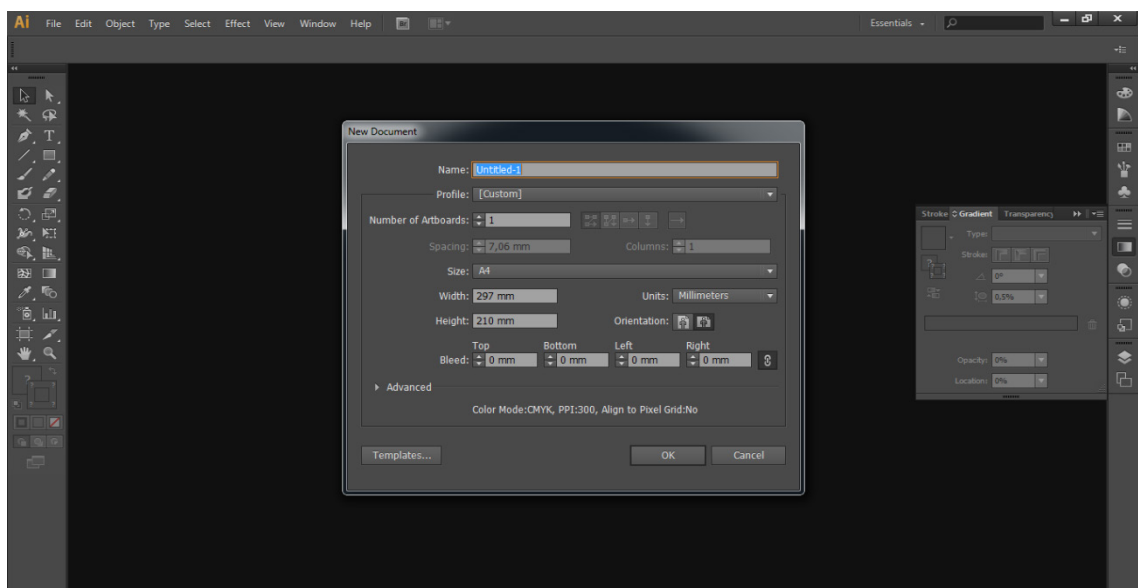 Ai File Edit Object Type Select Effect View Window Help Br Essentials
New Document
Name: Untitled-1
Profile: [Custom]
Number of Artboards: 1
Spacing: 7,06 mm Columns: 1
Size: A4
Width: 297 mm Units: Millimeters
Height: 210 mm Orientation:
Top Bottom Left Right
Bleed: 0 mm 0 mm 0 mm 0 mm
Advanced
Color Mode:CMYK, PPI:300, Align to Pixel Grid:No
Templates... OK Cancel
Stroke Gradient Transparency
Type:
Stroke:
0°
0,5%
Opacity: 0%
Location: 0%